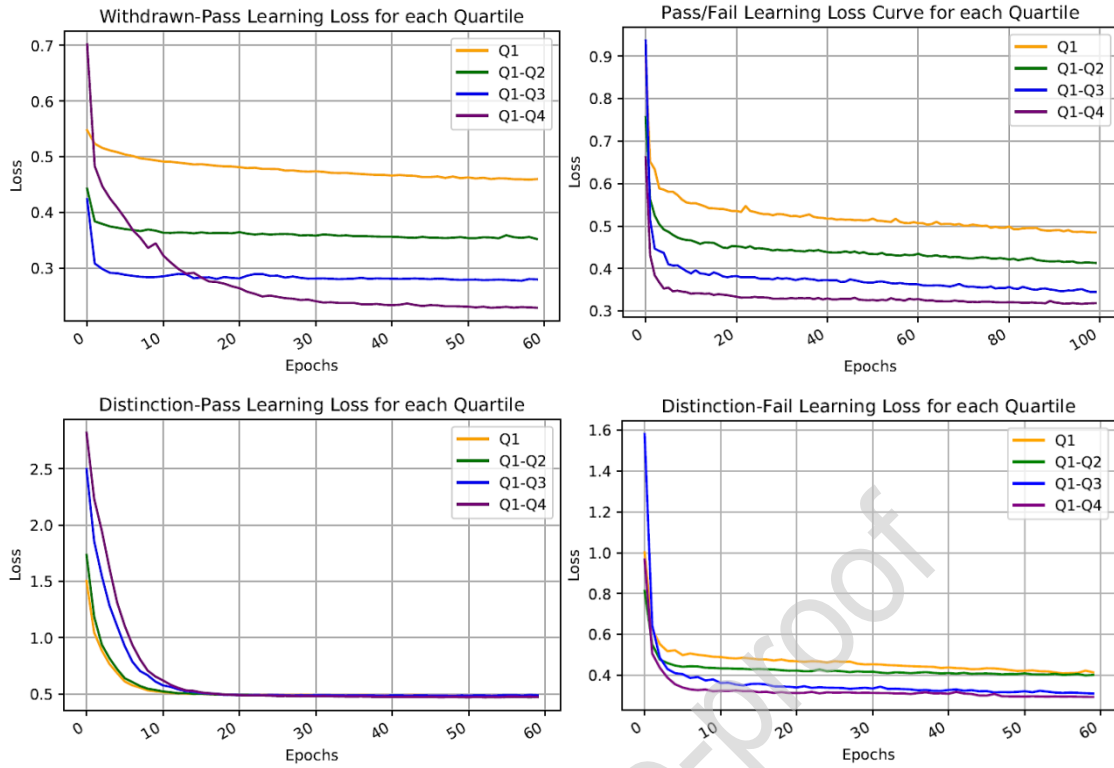 Withdrawn-Pass Learning Loss for each Quartile
0.7
0.6
0.5
0.4
0.3
Loss
Q1
Q1-Q2
Q1-Q3
Q1-Q4
0 10 20 30 40 50 60
Epochs
Pass/Fail Learning Loss Curve for each Quartile
0.9
0.8
0.7
0.6
0.5
0.4
0.3
Loss
Q1
Q1-Q2
Q1-Q3
Q1-Q4
0 20 40 60 80 100
Epochs
Distinction-Pass Learning Loss for each Quartile
2.5
2.0
1.5
1.0
0.5
Loss
Q1
Q1-Q2
Q1-Q3
Q1-Q4
0 10 20 30 40 50 60
Epochs
Distinction-Fail Learning Loss for each Quartile
1.6
1.4
1.2
1.0
0.8
0.6
0.4
Loss
Q1
Q1-Q2
Q1-Q3
Q1-Q4
0 10 20 30 40 50 60
Epochs
-proof